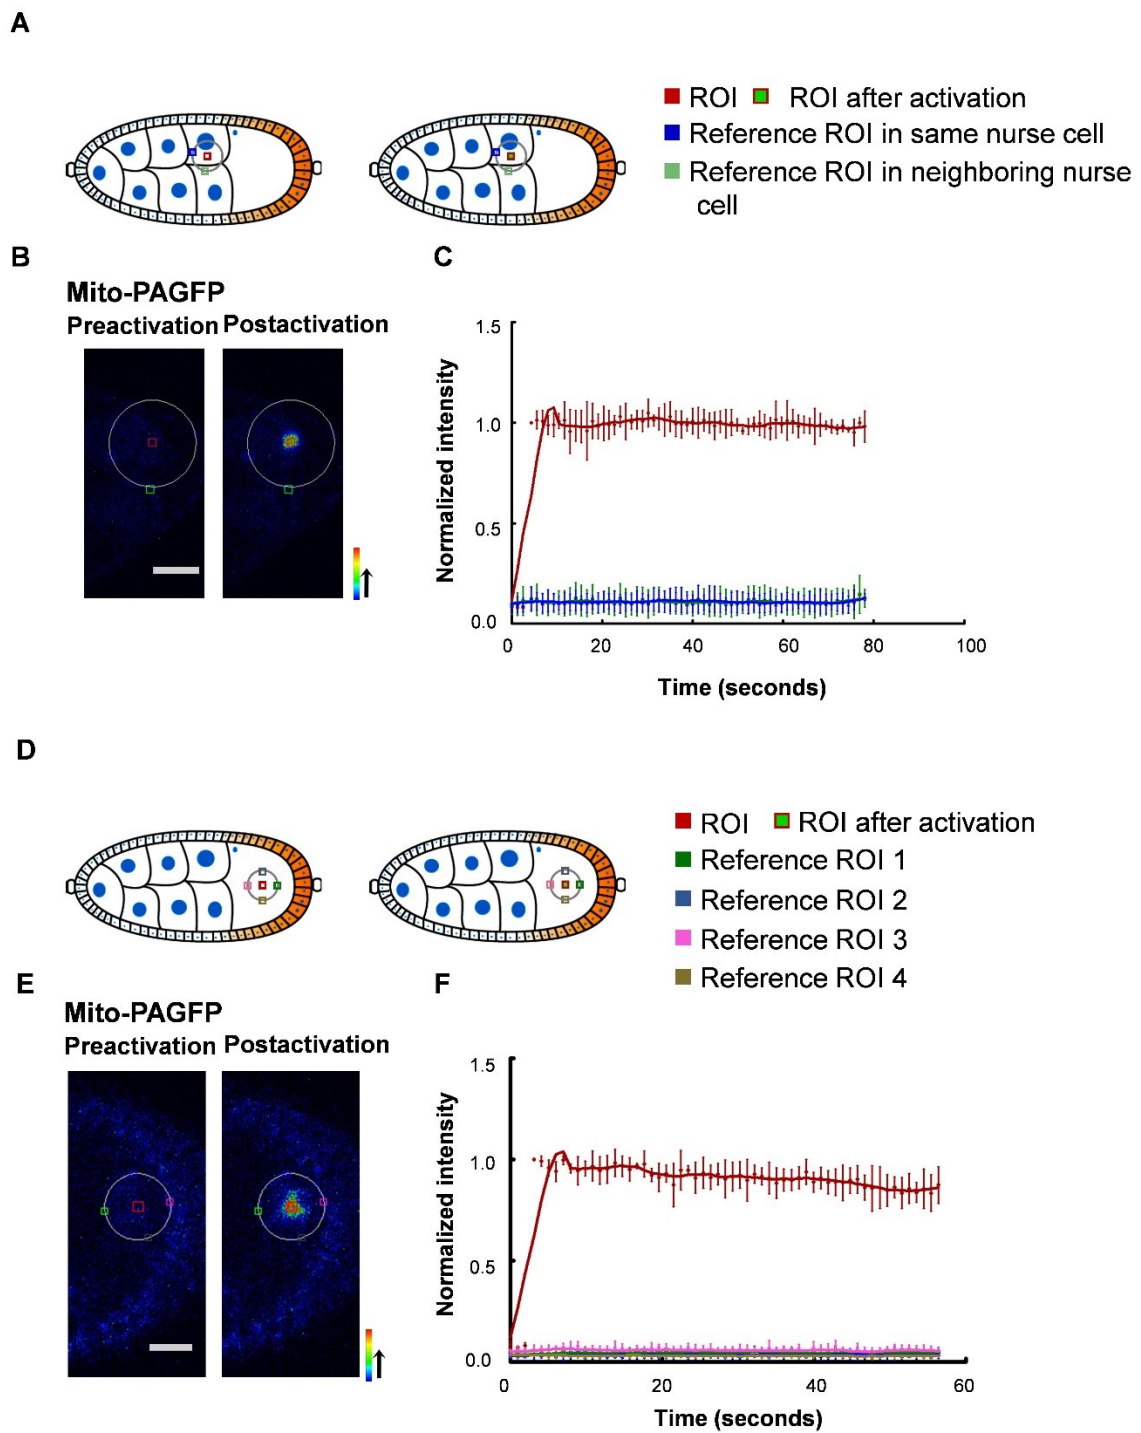 A
ROI ROI after activation
Reference ROI in same nurse cell
Reference ROI in neighboring nurse
cell
B
C
Mito-PAGFP
Preactivation Postactivation
1.5
1.0
0.5
0.0
Normalized intensity
0 20 40 60 80 100
Time (seconds)
D
ROI ROI after activation
Reference ROI 1
Reference ROI 2
Reference ROI 3
Reference ROI 4
E
F
Mito-PAGFP
Preactivation Postactivation
1.5
1.0
0.5
0.0
Normalized intensity
0 20 40 60
Time (seconds)